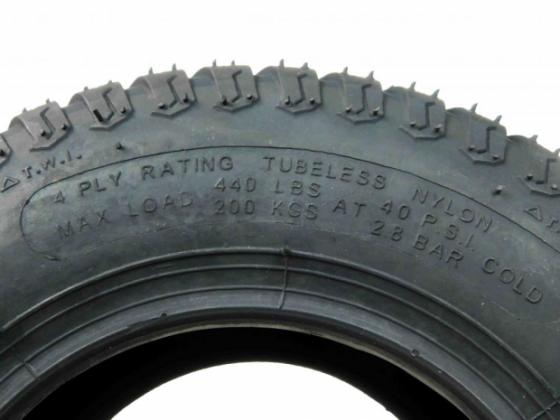 △ T.W.I.
4 PLY RATING TUBELESS NYLON
MAX LOAD 440 LBS 200 KGS AT 40 P.S.I. 28 BAR COLD